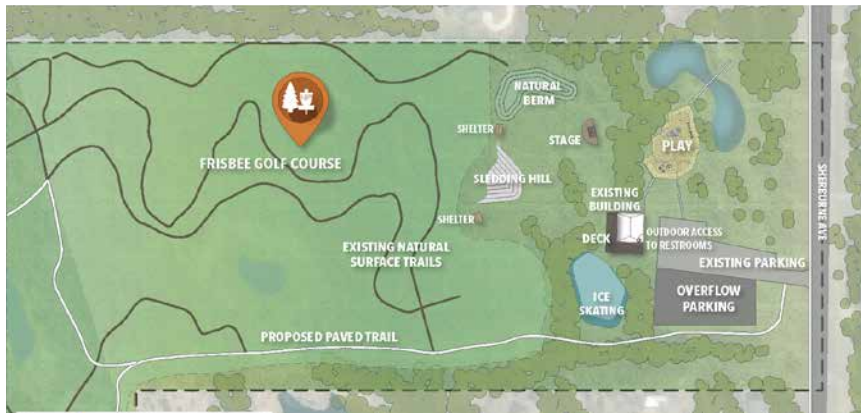 NATURAL
BERM
SHELTER
STAGE
PLAY
FRISBEE GOLF COURSE
SLEDDING HILL
SHERBURNE AVE
EXISTING
BUILDING
SHELTER
DECK
OUTDOOR ACCESS
TO RESTROOMS
EXISTING NATURAL
SURFACE TRAILS
EXISTING PARKING
ICE
SKATING
OVERFLOW
PARKING
PROPOSED PAVED TRAIL